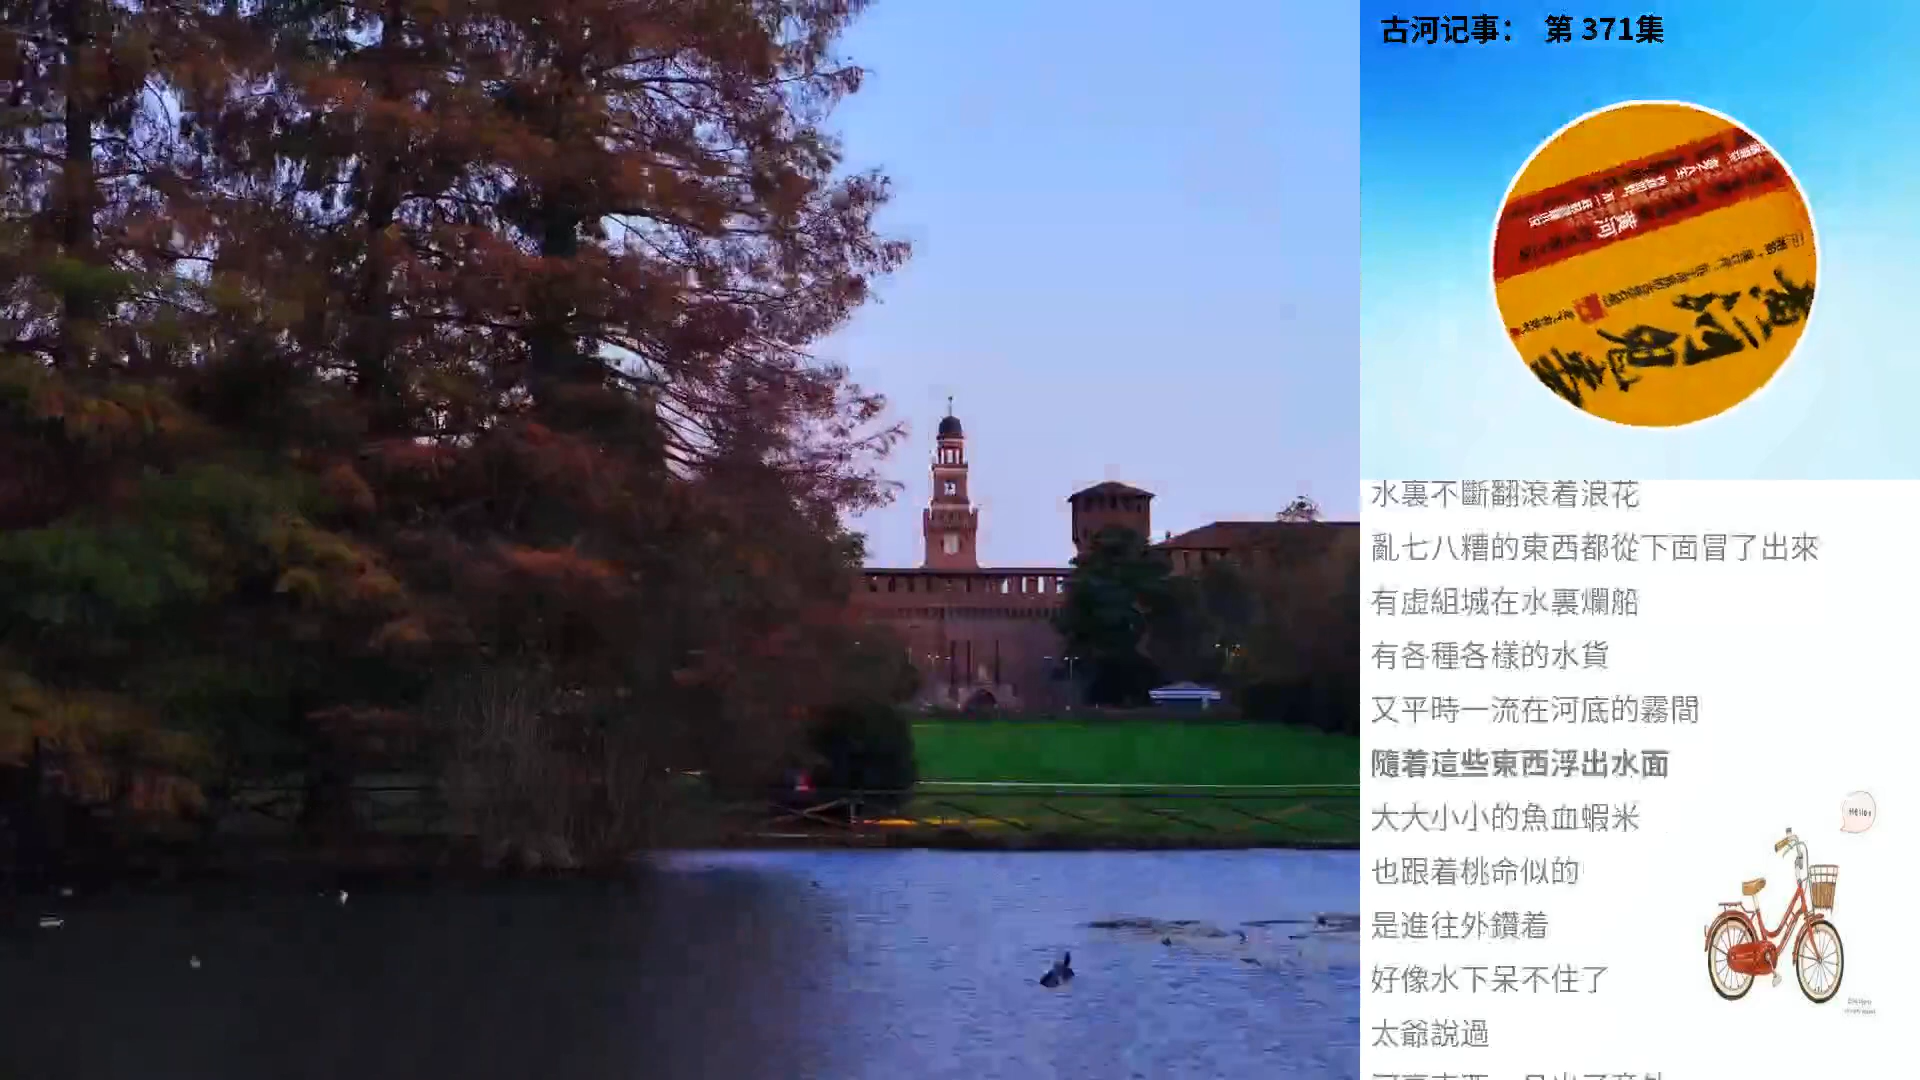 古河记事： 第 371集
黄河
水裏不斷翻滾着浪花
亂七八糟的東西都從下面冒了出來
有虛組城在水裏爛船
有各種各樣的水貨
又平時一流在河底的霧間
隨着這些東西浮出水面
大大小小的魚血蝦米
也跟着桃命似的
是進往外鑽着
好像水下呆不住了
太爺說過
Hello